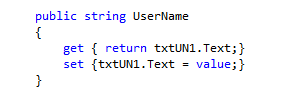 public string UserName
{
get { return txtUN1.Text;}
set {txtUN1.Text = value;}
}